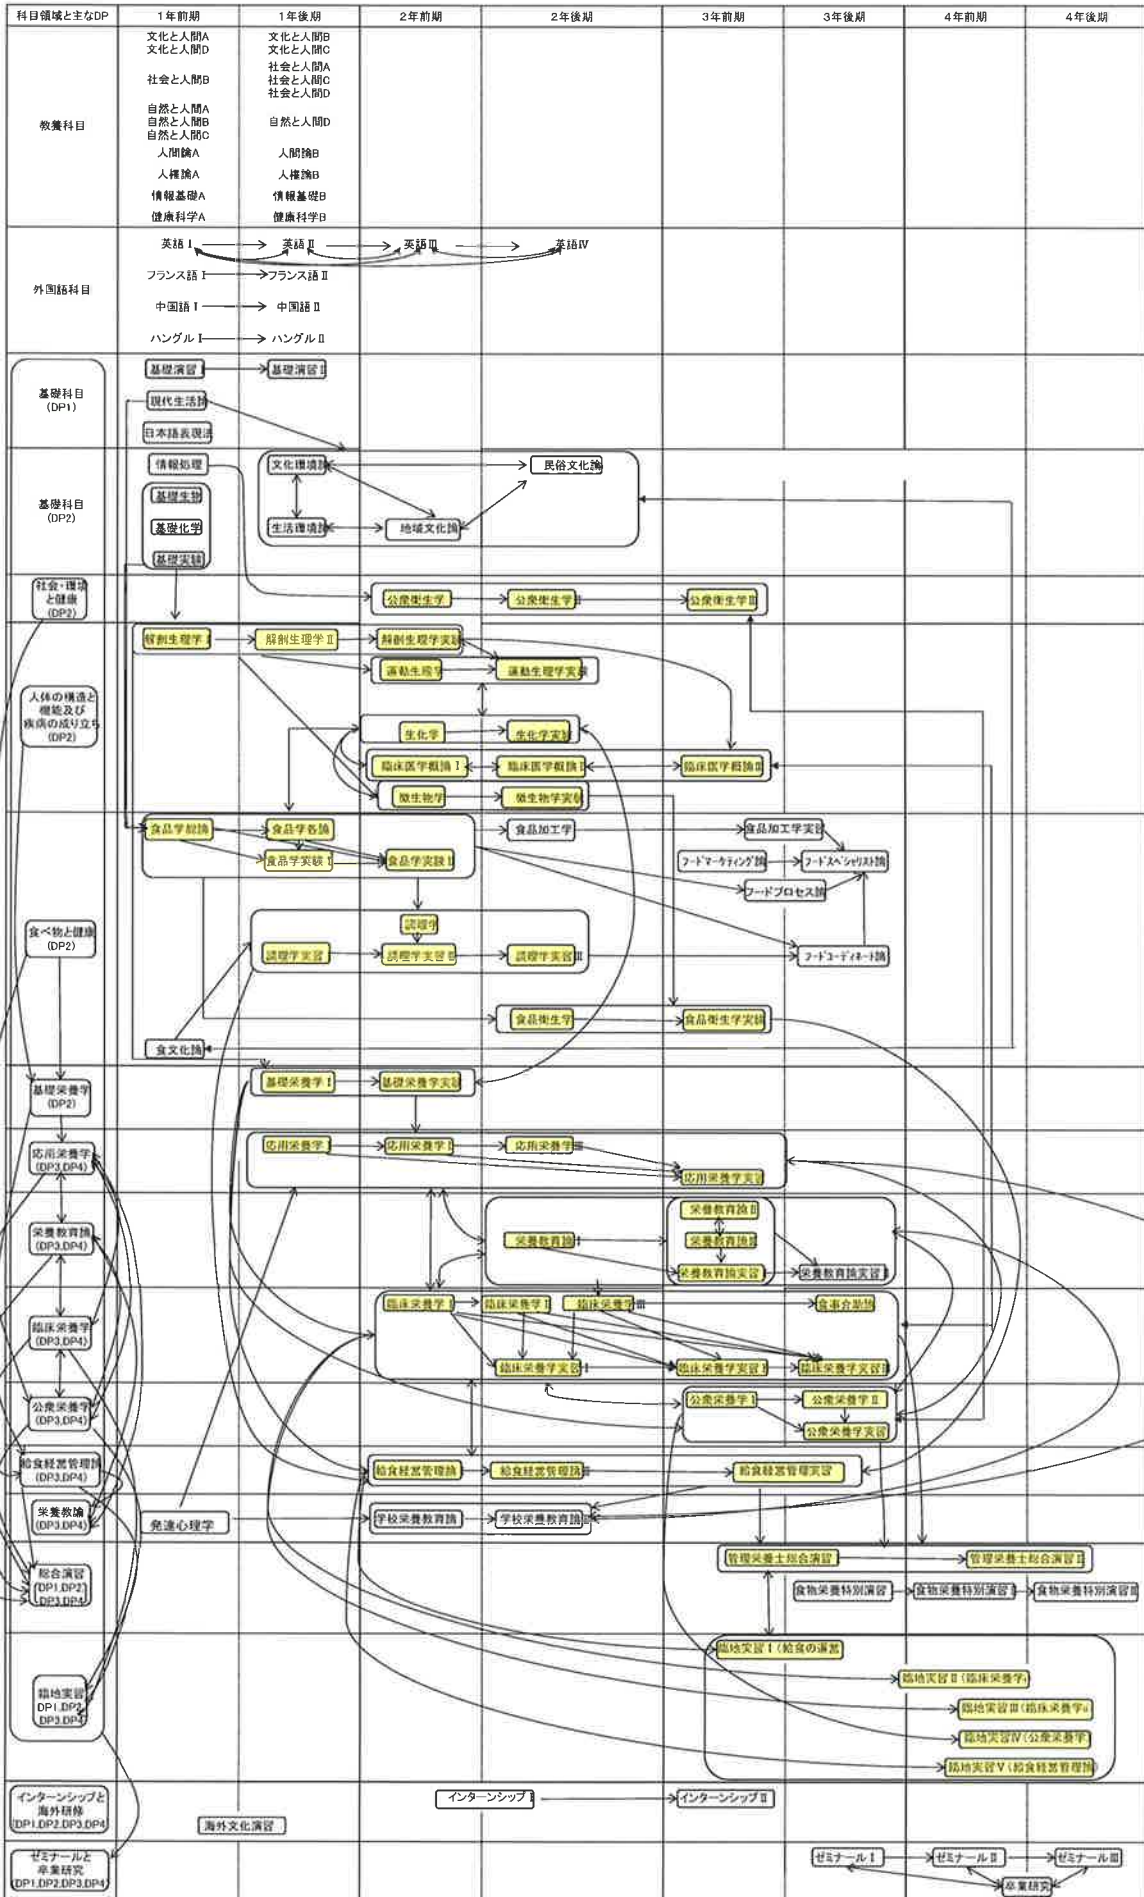 科目領域と主なDP 1年前期 1年後期 2年前期 2年後期 3年前期 3年後期 4年前期 4年後期
教養科目
文化と人間A 文化と人間B
文化と人間D 文化と人間C
社会と人間A
社会と人間B 社会と人間C
社会と人間D
自然と人間A
自然と人間B 自然と人間D
自然と人間C
人間論A 人間論B
人権論A 人権論B
情報基礎A 情報基礎B
健康科学A 健康科学B
外国語科目
英語Ⅰ 英語Ⅱ 英語Ⅲ 英語Ⅳ
フランス語Ⅰ フランス語Ⅱ
中国語Ⅰ 中国語Ⅱ
ハングルⅠ ハングルⅡ
基礎科目
(DP1)
基礎演習Ⅰ 基礎演習Ⅱ
現代生活論
日本語表現法
基礎科目
(DP2)
情報処理 文化環境論 民俗文化論
基礎生物
基礎化学 生活環境論 地域文化論
基礎実験
社会・環境
と健康
(DP2)
公衆衛生学 公衆衛生学Ⅱ 公衆衛生学Ⅲ
人体の構造と
機能及び
疾病の成り立ち
(DP2)
解剖生理学Ⅰ 解剖生理学Ⅱ 解剖生理学実験
運動生理学 運動生理学実験
生化学 生化学実験
臨床医学概論Ⅰ 臨床医学概論Ⅱ 臨床医学概論Ⅲ
微生物学 微生物学実験
食べ物と健康
(DP2)
食品学総論 食品学各論 食品加工学 食品加工学実習
食品学実験Ⅰ 食品学実験Ⅱ フードマーケティング論 フードスペシャリスト論
フードプロセス論
調理学
調理学実習 調理学実習Ⅱ 調理学実習Ⅲ フードコーディネート論
食品衛生学 食品衛生学実験
食文化論
基礎栄養学
(DP2)
基礎栄養学Ⅰ 基礎栄養学実験
応用栄養学
(DP3,DP4)
応用栄養学Ⅰ 応用栄養学Ⅱ 応用栄養学Ⅲ
応用栄養学実習
栄養教育論
(DP3,DP4)
栄養教育論Ⅱ
栄養教育論Ⅰ 栄養教育論Ⅲ
栄養教育論実習Ⅰ 栄養教育論実習Ⅱ
臨床栄養学
(DP3,DP4)
臨床栄養学Ⅰ 臨床栄養学Ⅱ 臨床栄養学Ⅲ 食事介助論
臨床栄養学実習Ⅰ 臨床栄養学実習Ⅱ 臨床栄養学実習Ⅲ
公衆栄養学
(DP3,DP4)
公衆栄養学Ⅰ 公衆栄養学Ⅱ
公衆栄養学実習
給食経営管理論
(DP3,DP4)
給食経営管理論 給食経営管理論Ⅱ 給食経営管理実習
栄養教諭
(DP3,DP4)
発達心理学 学校栄養教育論 学校栄養教育論Ⅱ
総合演習
(DP1,DP2,
DP3,DP4)
管理栄養士総合演習Ⅰ 管理栄養士総合演習Ⅱ
食物栄養特別演習 食物栄養特別演習Ⅱ 食物栄養特別演習Ⅲ
臨地実習
DP1,DP2,
DP3,DP4
臨地実習Ⅰ(給食の運営
臨地実習Ⅱ(臨床栄養学
臨地実習Ⅲ(臨床栄養学
臨地実習Ⅳ(公衆栄養学)
臨地実習Ⅴ(給食経営管理論)
インターンシップと
海外研修
(DP1,DP2,DP3,DP4
インターンシップⅠ インターンシップⅡ
海外文化演習
ゼミナールと
卒業研究
(DP1,DP2,DP3,DP4)
ゼミナールⅠ ゼミナールⅡ ゼミナールⅢ
卒業研究